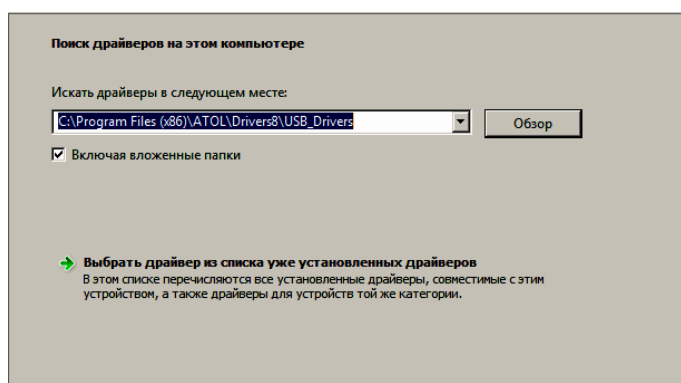 Поиск драйверов на этом компьютере
Искать драйверы в следующем месте:
C:\Program Files (x86)\ATOL\Drivers8\USB_Drivers
Обзор
Включая вложенные папки
Выбрать драйвер из списка уже установленных драйверов
В этом списке перечисляются все установленные драйверы, совместимые с этим
устройством, а также драйверы для устройств той же категории.